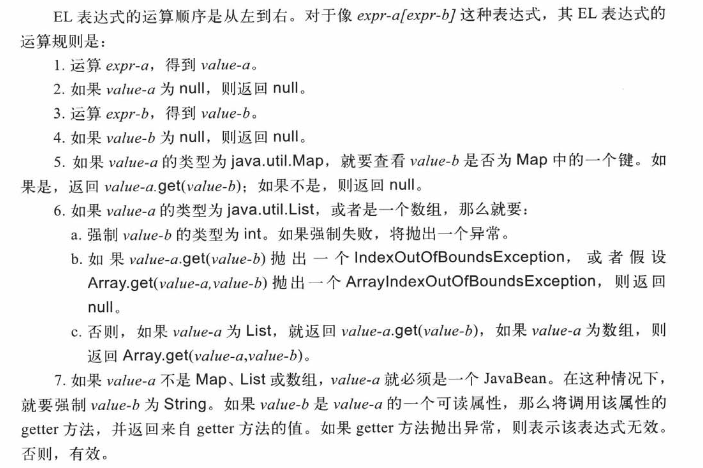 EL 表达式的运算顺序是从左到右。对于像 expr-a[expr-b] 这种表达式，其 EL 表达式的
运算规则是：
1. 运算 expr-a，得到 value-a。
2. 如果 value-a 为 null，则返回 null。
3. 运算 expr-b，得到 value-b。
4. 如果 value-b 为 null，则返回 null。
5. 如果 value-a 的类型为 java.util.Map，就要查看 value-b 是否为 Map 中的一个键。如
果是，返回 value-a.get(value-b)；如果不是，则返回 null。
6. 如果 value-a 的类型为 java.util.List，或者是一个数组，那么就要：
a. 强制 value-b 的类型为 int。如果强制失败，将抛出一个异常。
b. 如果 value-a.get(value-b) 抛出一个 IndexOutOfBoundsException，或者假设
Array.get(value-a,value-b) 抛出一个 ArrayIndexOutOfBoundsException，则返回
null。
c. 否则，如果 value-a 为 List，就返回 value-a.get(value-b)，如果 value-a 为数组，则
返回 Array.get(value-a,value-b)。
7. 如果 value-a 不是 Map、List 或数组，value-a 就必须是一个 JavaBean。在这种情况下，
就要强制 value-b 为 String。如果 value-b 是 value-a 的一个可读属性，那么将调用该属性的
getter 方法，并返回来自 getter 方法的值。如果 getter 方法抛出异常，则表示该表达式无效。
否则，有效。